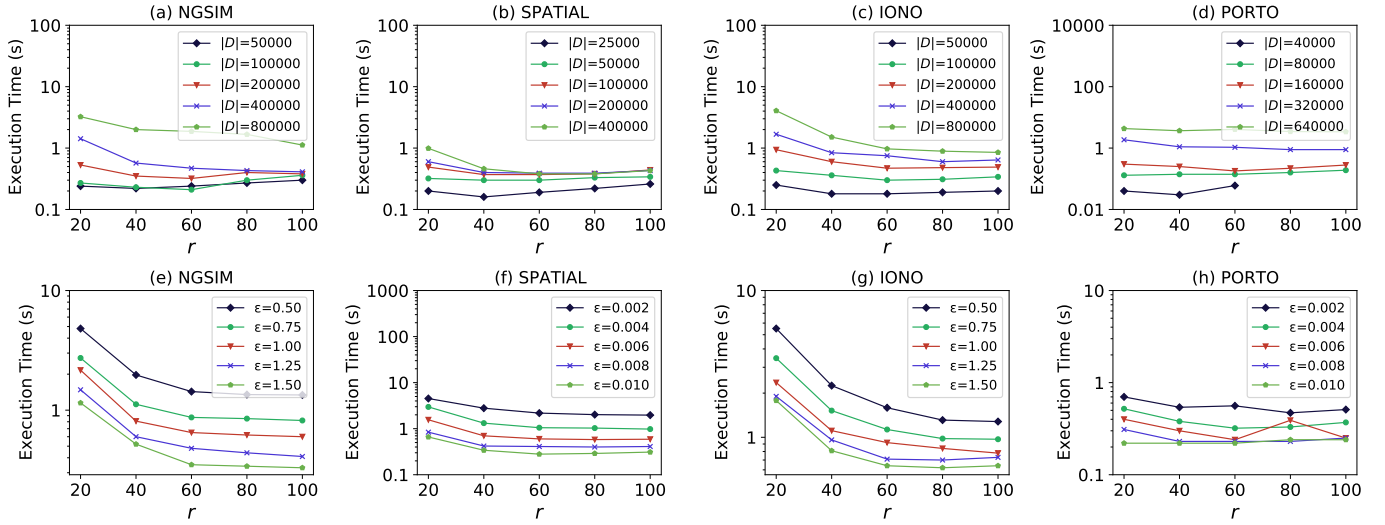 (a) NGSIM
Execution Time (s)
100
10
1
0.1
20 40 60 80 100
r
|D|=50000
|D|=100000
|D|=200000
|D|=400000
|D|=800000
(b) SPATIAL
Execution Time (s)
100
10
1
0.1
20 40 60 80 100
r
|D|=25000
|D|=50000
|D|=100000
|D|=200000
|D|=400000
(c) IONO
Execution Time (s)
100
10
1
0.1
20 40 60 80 100
r
|D|=50000
|D|=100000
|D|=200000
|D|=400000
|D|=800000
(d) PORTO
Execution Time (s)
10000
100
1
0.01
20 40 60 80 100
r
|D|=40000
|D|=80000
|D|=160000
|D|=320000
|D|=640000
(e) NGSIM
Execution Time (s)
10
1
20 40 60 80 100
r
ε=0.50
ε=0.75
ε=1.00
ε=1.25
ε=1.50
(f) SPATIAL
Execution Time (s)
1000
100
10
1
0.1
20 40 60 80 100
r
ε=0.002
ε=0.004
ε=0.006
ε=0.008
ε=0.010
(g) IONO
Execution Time (s)
10
1
20 40 60 80 100
r
ε=0.50
ε=0.75
ε=1.00
ε=1.25
ε=1.50
(h) PORTO
Execution Time (s)
10
1
0.1
20 40 60 80 100
r
ε=0.002
ε=0.004
ε=0.006
ε=0.008
ε=0.010